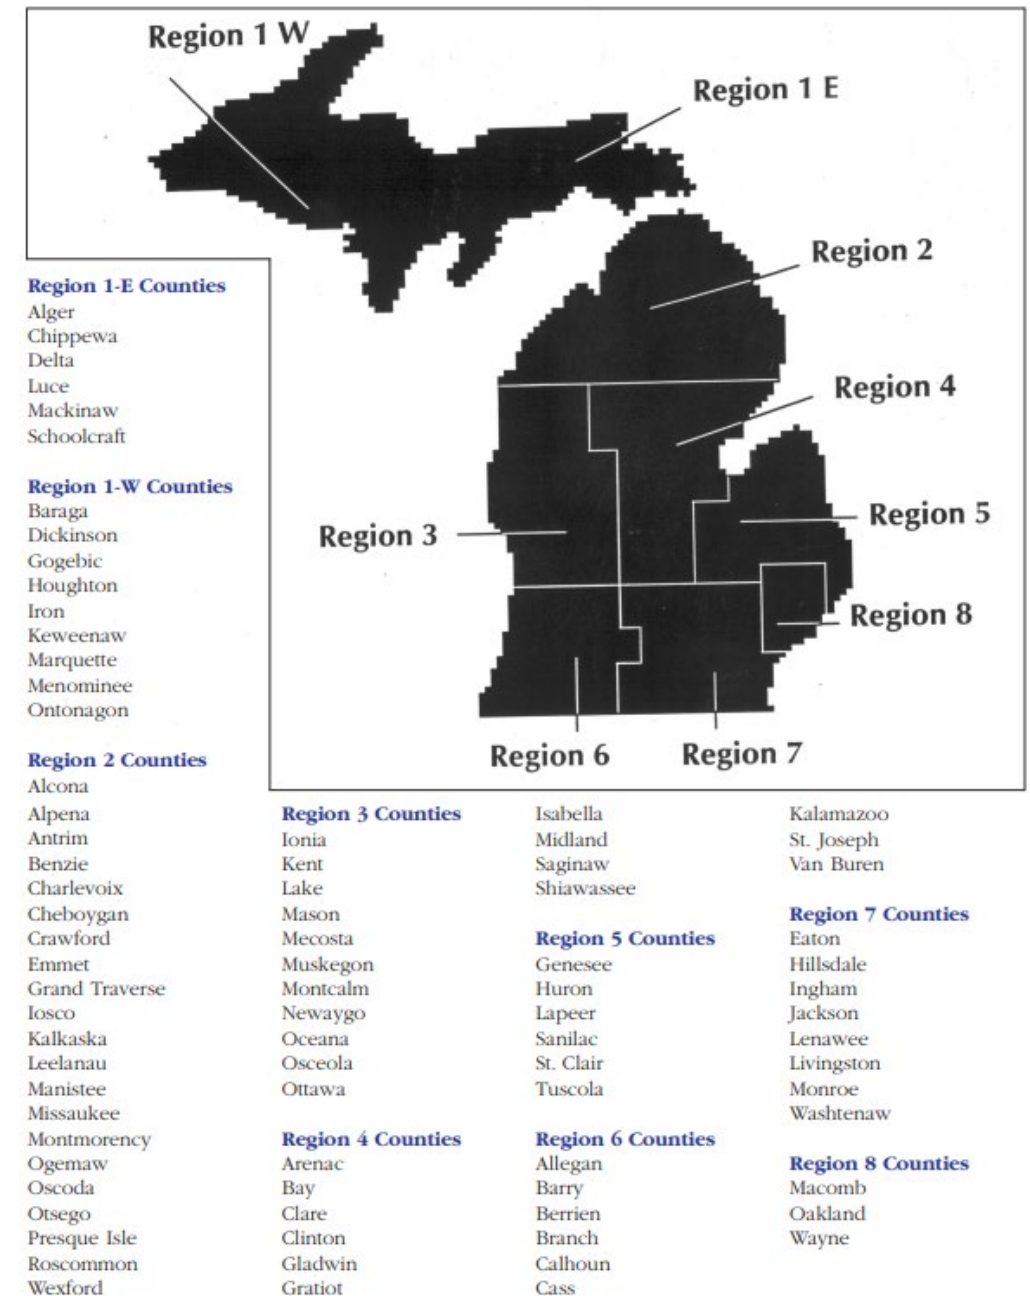 Region 1 W
Region 1 E
Region 2
Region 4
Region 3
Region 5
Region 8
Region 6
Region 7
Region 1-E Counties
Alger
Chippewa
Delta
Luce
Mackinaw
Schoolcraft
Region 1-W Counties
Baraga
Dickinson
Gogebic
Houghton
Iron
Keweenaw
Marquette
Menominee
Ontonagon
Region 2 Counties
Alcona
Alpena
Antrim
Benzie
Charlevoix
Cheboygan
Crawford
Emmet
Grand Traverse
Iosco
Kalkaska
Leelanau
Manistee
Missaukee
Montmorency
Ogemaw
Oscoda
Otsego
Presque Isle
Roscommon
Wexford
Region 3 Counties
Ionia
Kent
Lake
Mason
Mecosta
Muskegon
Montcalm
Newaygo
Oceana
Osceola
Ottawa
Region 4 Counties
Arenac
Bay
Clare
Clinton
Gladwin
Gratiot
Isabella
Midland
Saginaw
Shiawassee
Region 5 Counties
Genesee
Huron
Lapeer
Sanilac
St. Clair
Tuscola
Region 6 Counties
Allegan
Barry
Berrien
Branch
Calhoun
Cass
Kalamazoo
St. Joseph
Van Buren
Region 7 Counties
Eaton
Hillsdale
Ingham
Jackson
Lenawee
Livingston
Monroe
Washtenaw
Region 8 Counties
Macomb
Oakland
Wayne